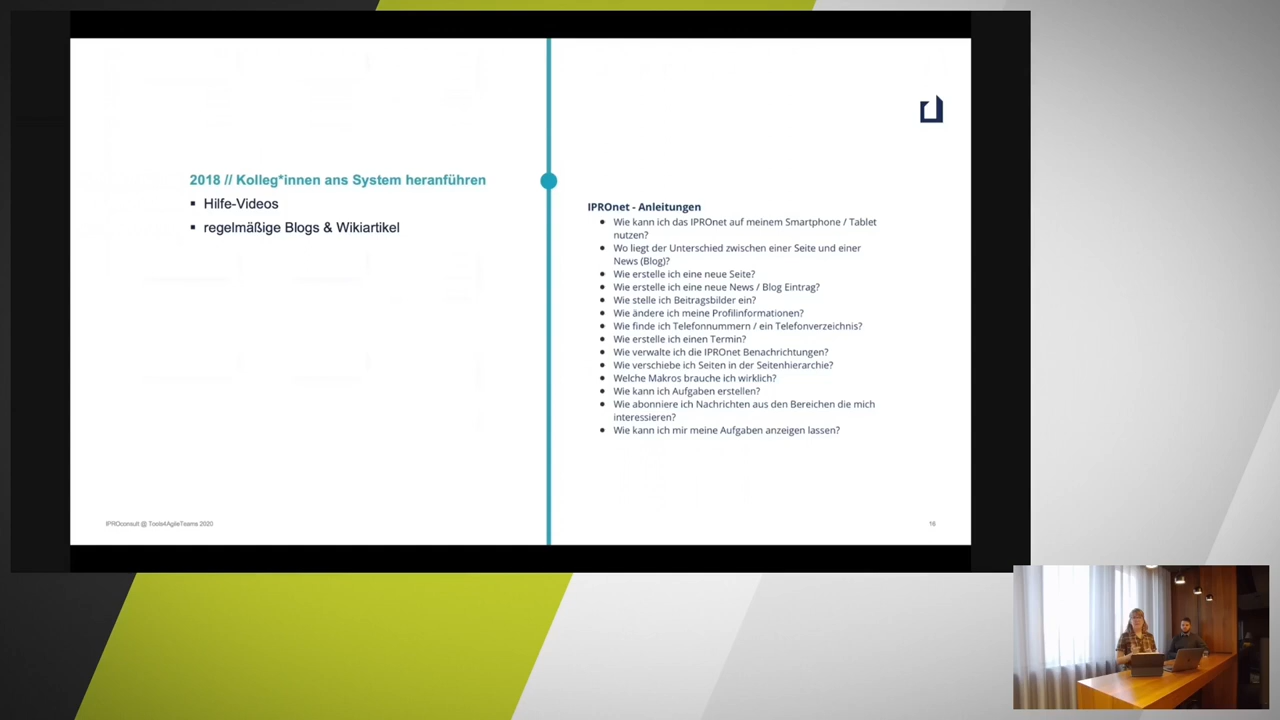 2018 // Kolleg*innen ans System heranführen
▪ Hilfe-Videos
▪ regelmäßige Blogs & Wikiartikel
IPROnet - Anleitungen
• Wie kann ich das IPROnet auf meinem Smartphone / Tablet
nutzen?
• Wo liegt der Unterschied zwischen einer Seite und einer
News (Blog)?
• Wie erstelle ich eine neue Seite?
• Wie erstelle ich eine neue News / Blog Eintrag?
• Wie stelle ich Beitragsbilder ein?
• Wie ändere ich meine Profilinformationen?
• Wie finde ich Telefonnummern / ein Telefonverzeichnis?
• Wie erstelle ich einen Termin?
• Wie verwalte ich die IPROnet Benachrichtungen?
• Wie verschiebe ich Seiten in der Seitenhierarchie?
• Welche Makros brauche ich wirklich?
• Wie kann ich Aufgaben erstellen?
• Wie abonniere ich Nachrichten aus den Bereichen die mich
interessieren?
• Wie kann ich mir meine Aufgaben anzeigen lassen?
IPROconsult @ Tools4AgileTeams 2020
16